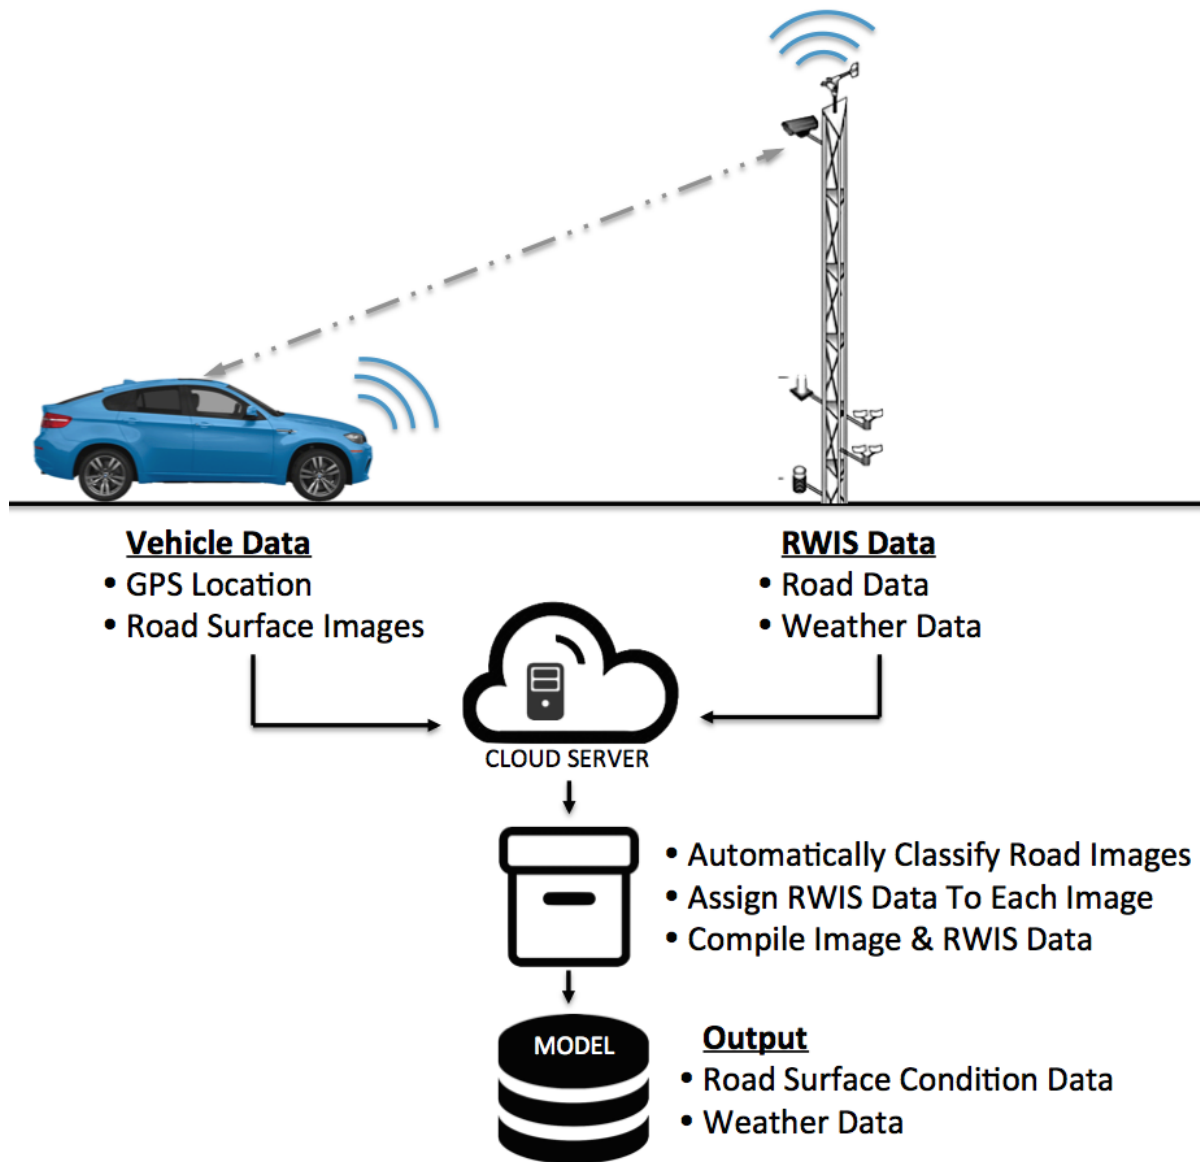 Vehicle Data
• GPS Location
• Road Surface Images
RWIS Data
• Road Data
• Weather Data
CLOUD SERVER
• Automatically Classify Road Images
• Assign RWIS Data To Each Image
• Compile Image & RWIS Data
MODEL
Output
• Road Surface Condition Data
• Weather Data